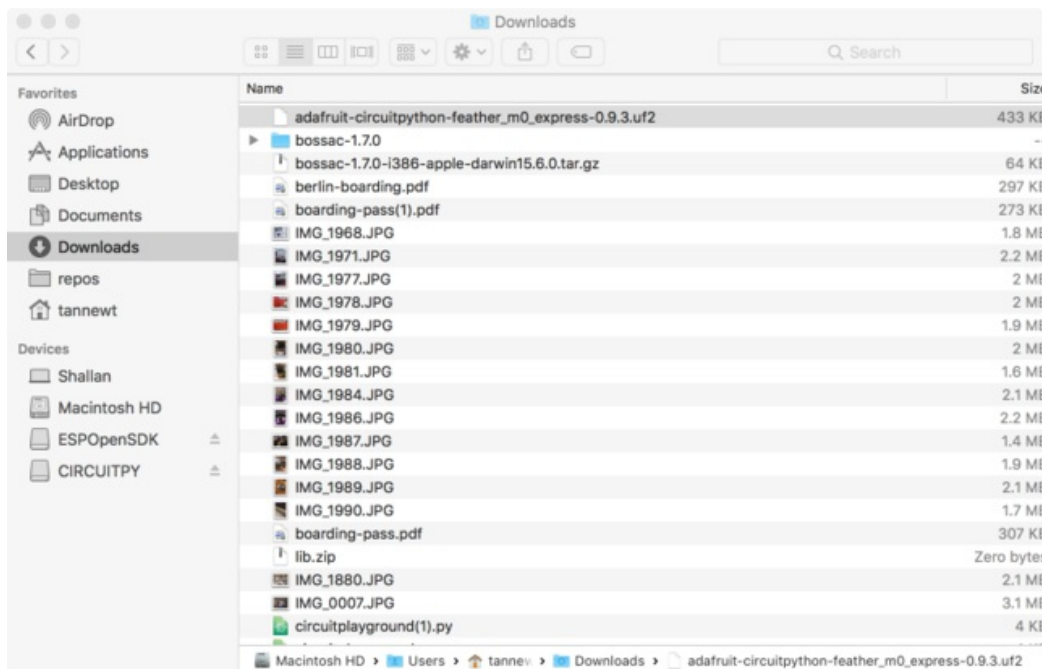 Downloads
Search
Favorites
AirDrop
Applications
Desktop
Documents
Downloads
repos
tannewt
Devices
Shallan
Macintosh HD
ESPOpenSDK
CIRCUITPY
Name Size
adafruit-circuitpython-feather_m0_express-0.9.3.uf2 433 KB
bossac-1.7.0 --
bossac-1.7.0-i386-apple-darwin15.6.0.tar.gz 64 KB
berlin-boarding.pdf 297 KB
boarding-pass(1).pdf 273 KB
IMG_1968.JPG 1.8 MB
IMG_1971.JPG 2.2 MB
IMG_1977.JPG 2 MB
IMG_1978.JPG 2 MB
IMG_1979.JPG 1.9 MB
IMG_1980.JPG 2 MB
IMG_1981.JPG 1.6 MB
IMG_1984.JPG 2.1 MB
IMG_1986.JPG 2.2 MB
IMG_1987.JPG 1.4 MB
IMG_1988.JPG 1.9 MB
IMG_1989.JPG 2.1 MB
IMG_1990.JPG 1.7 MB
boarding-pass.pdf 307 KB
lib.zip Zero bytes
IMG_1880.JPG 2.1 MB
IMG_0007.JPG 3.1 MB
circuitplayground(1).py 4 KB
Macintosh HD › Users › tannew › Downloads › adafruit-circuitpython-feather_m0_express-0.9.3.uf2